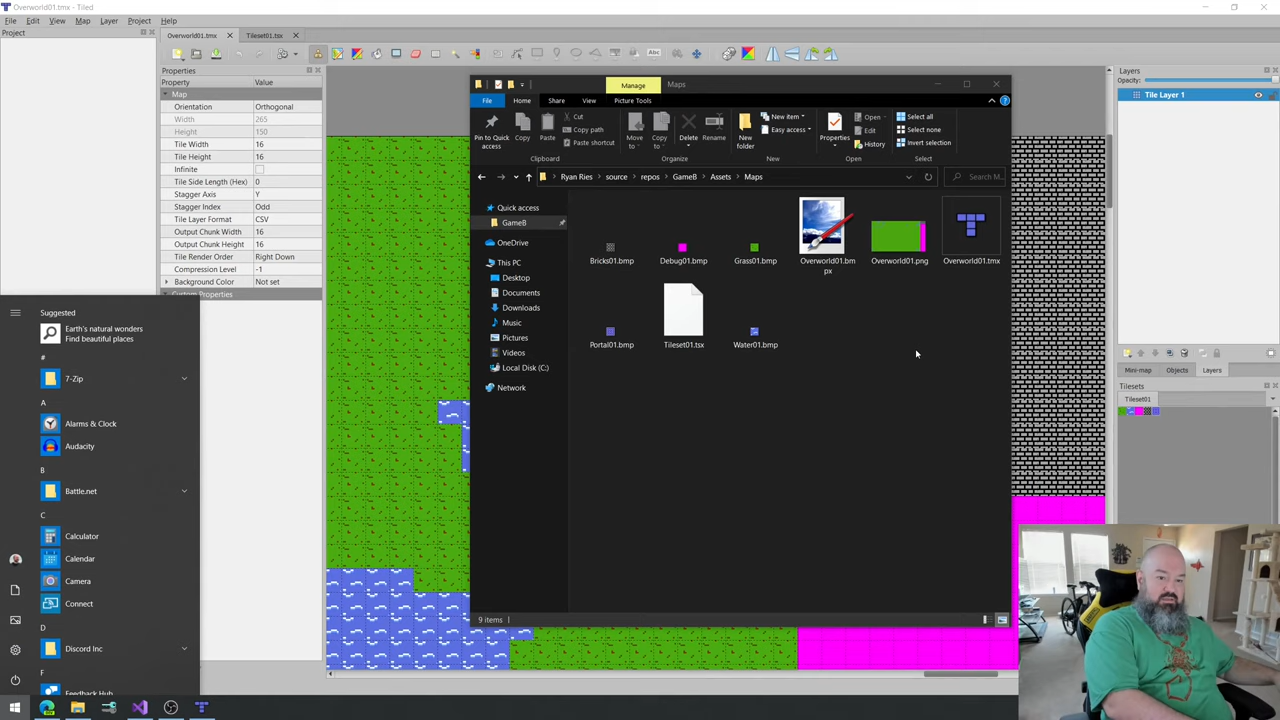 Overworld01.tmx - Tiled
File Edit View Map Layer Project Help
Project
Overworld01.tmx
Tileset01.tsx
Abc
Properties
Property Value
Map
Orientation Orthogonal
Width 265
Height 150
Tile Width 16
Tile Height 16
Infinite
Tile Side Length (Hex) 0
Stagger Axis Y
Stagger Index Odd
Tile Layer Format CSV
Output Chunk Width 16
Output Chunk Height 16
Tile Render Order Right Down
Compression Level -1
Background Color Not set
Custom Properties
Manage
Maps
File Home Share View Picture Tools
Pin to Quick access
Copy
Paste
Cut
Copy path
Paste shortcut
Clipboard
Move to
Copy to
Delete
Rename
Organize
New folder
New item
Easy access
New
Properties
Open
Edit
History
Open
Select all
Select none
Invert selection
Select
Ryan Ries source repos GameB Assets Maps
Search M...
Quick access
GameB
OneDrive
This PC
Desktop
Documents
Downloads
Music
Pictures
Videos
Local Disk (C:)
Network
Bricks01.bmp
Debug01.bmp
Grass01.bmp
Overworld01.bm
px
Overworld01.png
Overworld01.tmx
Portal01.bmp
Tileset01.tsx
Water01.bmp
9 items
Layers
Opacity:
Tile Layer 1
Mini-map Objects Layers
Tilesets
Tileset01
Suggested
Earth's natural wonders
Find beautiful places
#
7-Zip
A
Alarms & Clock
Audacity
B
Battle.net
C
Calculator
Calendar
Camera
Connect
D
Discord Inc
F
Feedback Hub